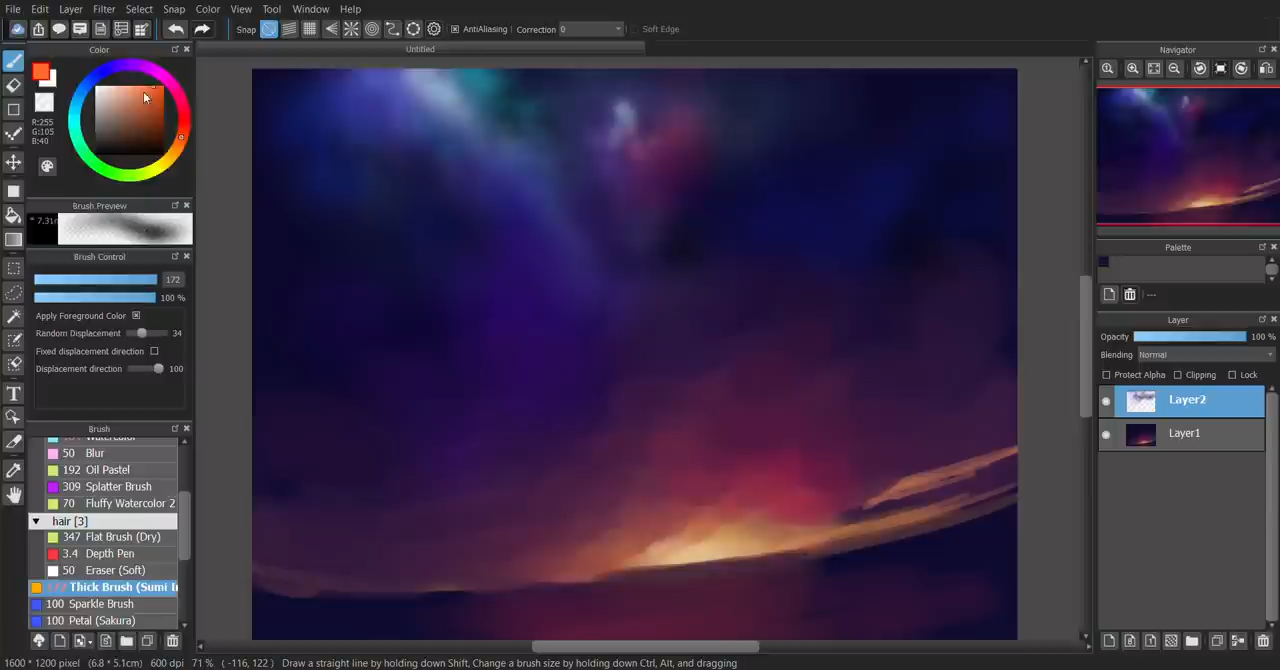 File Edit Layer Filter Select Snap Color View Tool Window Help
Snap AntiAliasing Correction 0 Soft Edge
Color
Untitled
Navigator
R:255
G:105
B:40
Brush Preview
* 7.31
Brush Control
172
100 %
Apply Foreground Color
Random Displacement 34
Fixed displacement direction
Displacement direction 100
Brush
Watercolor
50 Blur
192 Oil Pastel
309 Splatter Brush
70 Fluffy Watercolor 2
hair [3]
347 Flat Brush (Dry)
3.4 Depth Pen
50 Eraser (Soft)
Thick Brush (Sumi I
100 Sparkle Brush
100 Petal (Sakura)
Palette
---
Layer
Opacity 100 %
Blending Normal
Protect Alpha Clipping Lock
Layer2
Layer1
1600 * 1200 pixel (6.8 * 5.1cm) 600 dpi 71 % ( -116, 122 ) Draw a straight line by holding down Shift, Change a brush size by holding down Ctrl, Alt, and dragging